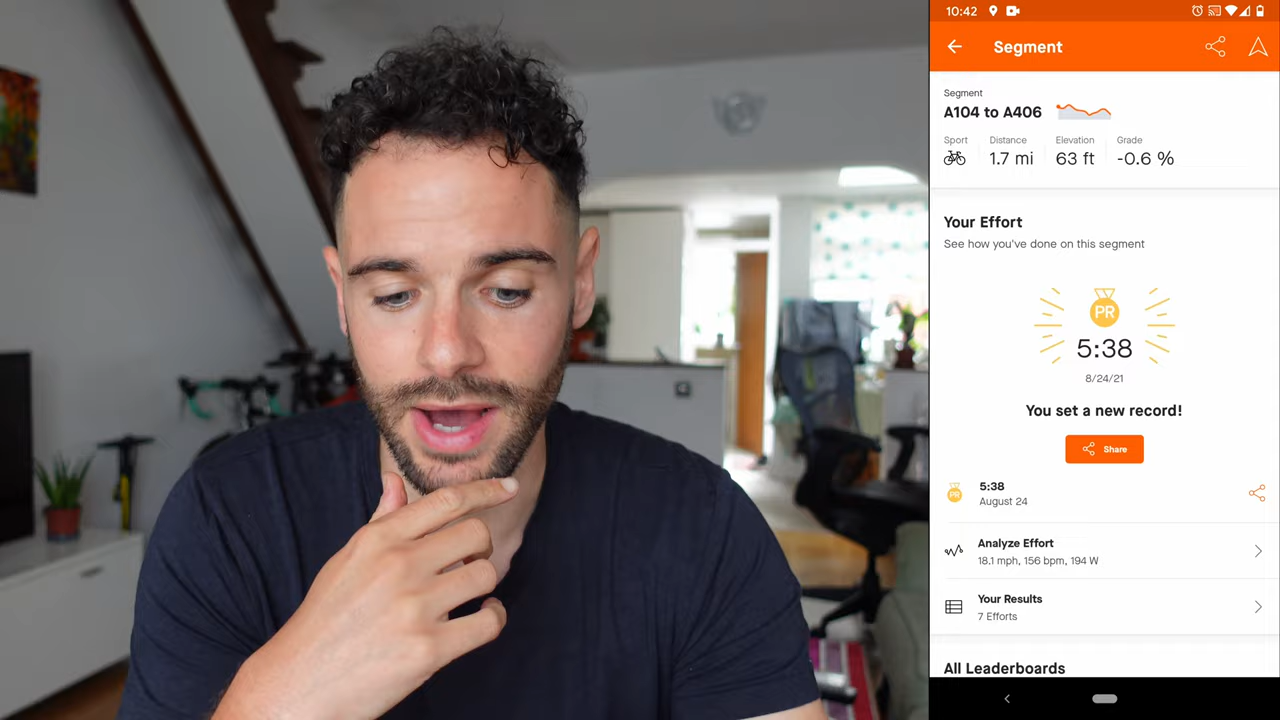 10:42
Segment
Segment
A104 to A406
Sport Distance Elevation Grade
1.7 mi 63 ft -0.6 %
Your Effort
See how you've done on this segment
PR
5:38
8/24/21
You set a new record!
Share
PR 5:38
August 24
Analyze Effort
18.1 mph, 156 bpm, 194 W
Your Results
7 Efforts
All Leaderboards